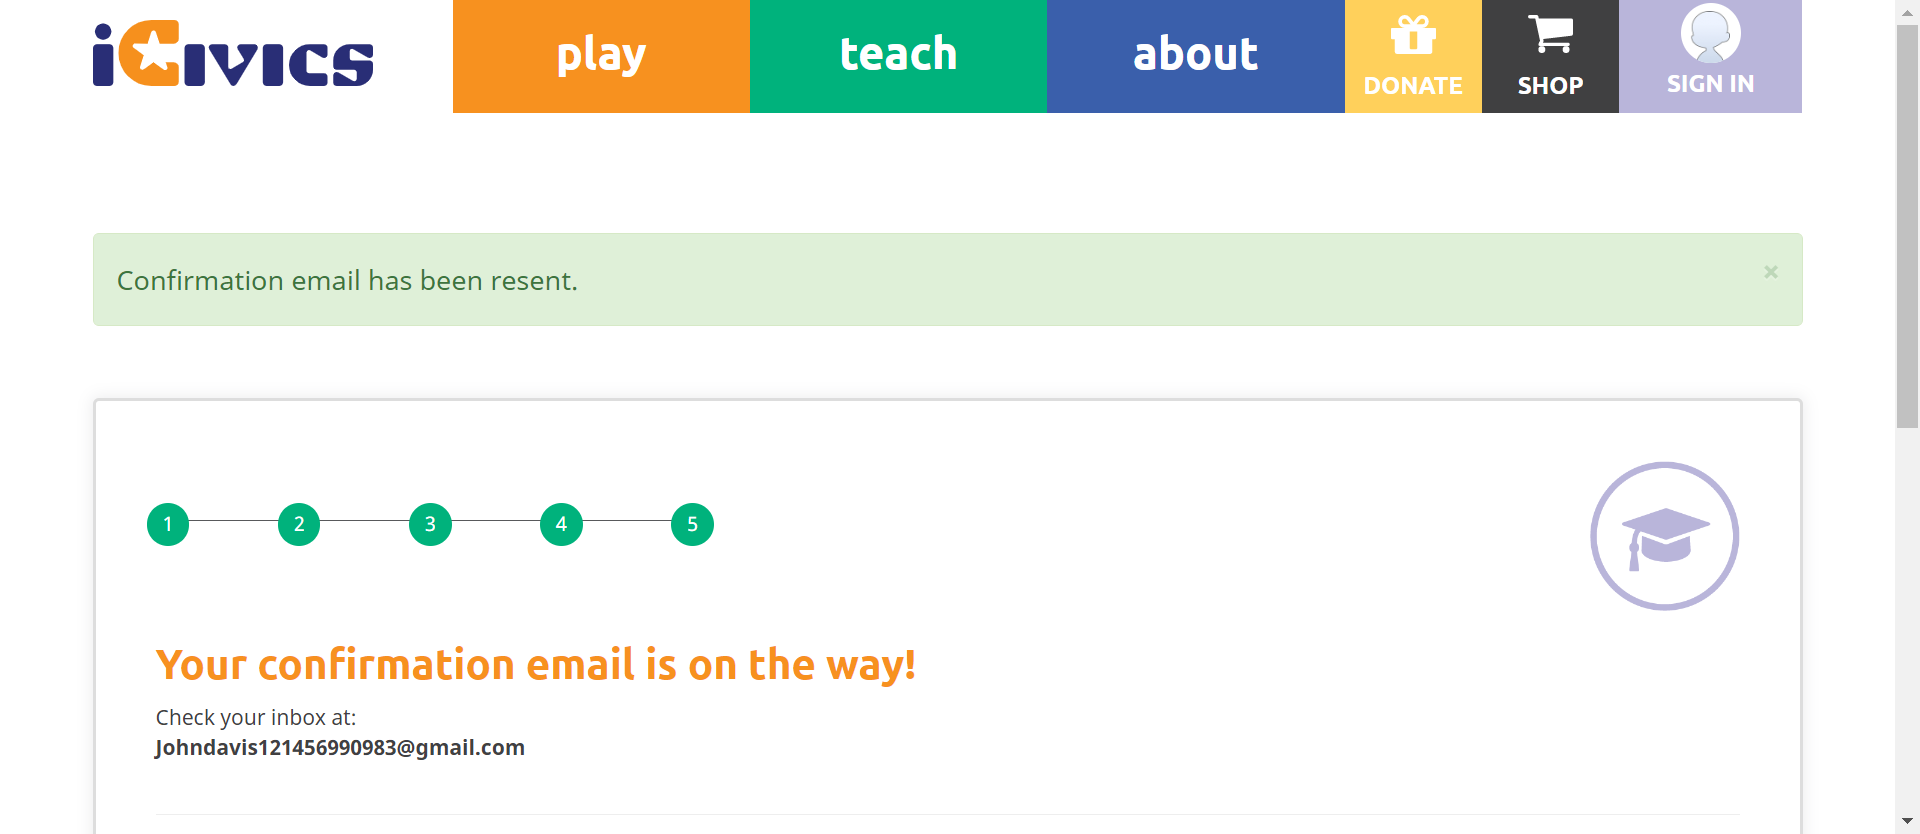 iCivics
play
teach
about
DONATE
SHOP
SIGN IN
Confirmation email has been resent.
×
1
2
3
4
5
Your confirmation email is on the way!
Check your inbox at:
Johndavis121456990983@gmail.com